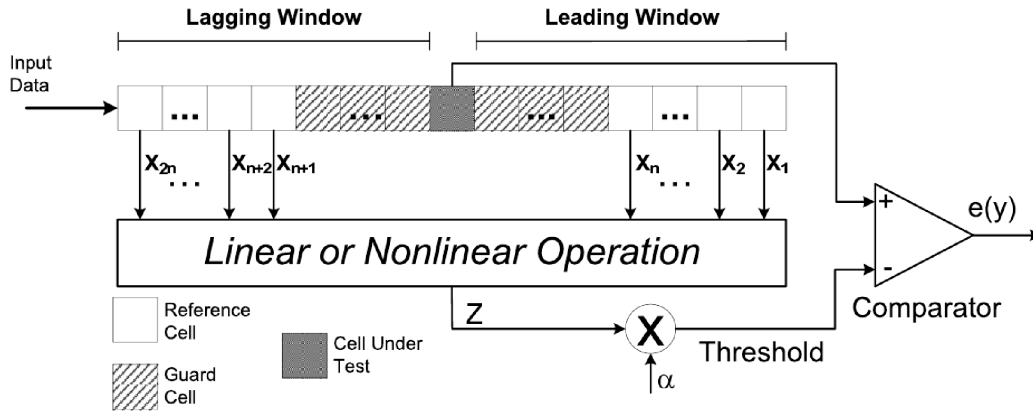 Lagging Window
Leading Window
Input
Data
... ... ... ...
X2n
Xn+2
Xn+1
Xn
X2
X1
... ...
+
e(y)
Linear or Nonlinear Operation
-
Comparator
Reference
Cell
Z
X
Threshold
Cell Under
Test
α
Guard
Cell